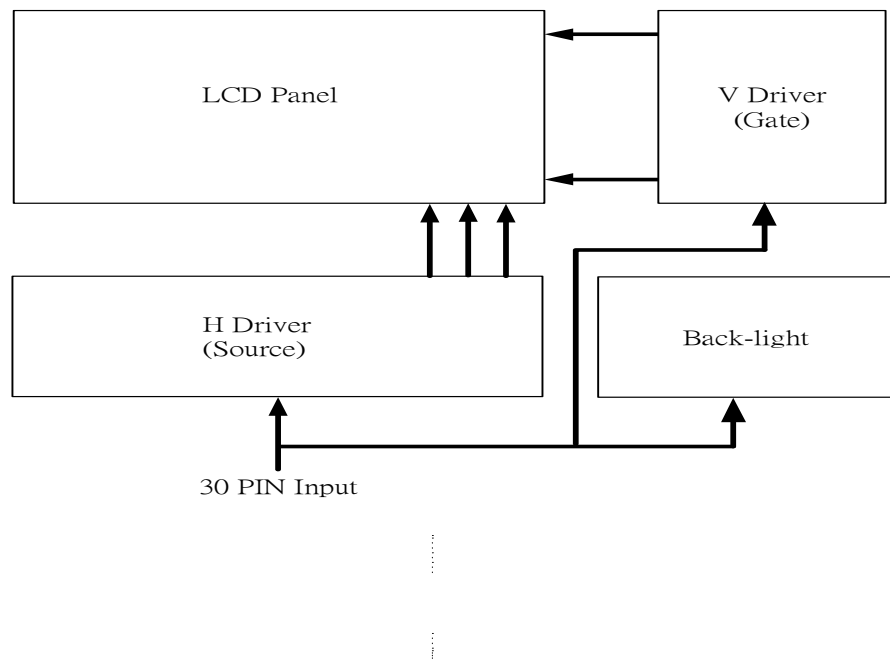 LCD Panel
V Driver
(Gate)
H Driver
(Source)
Back-light
30 PIN Input